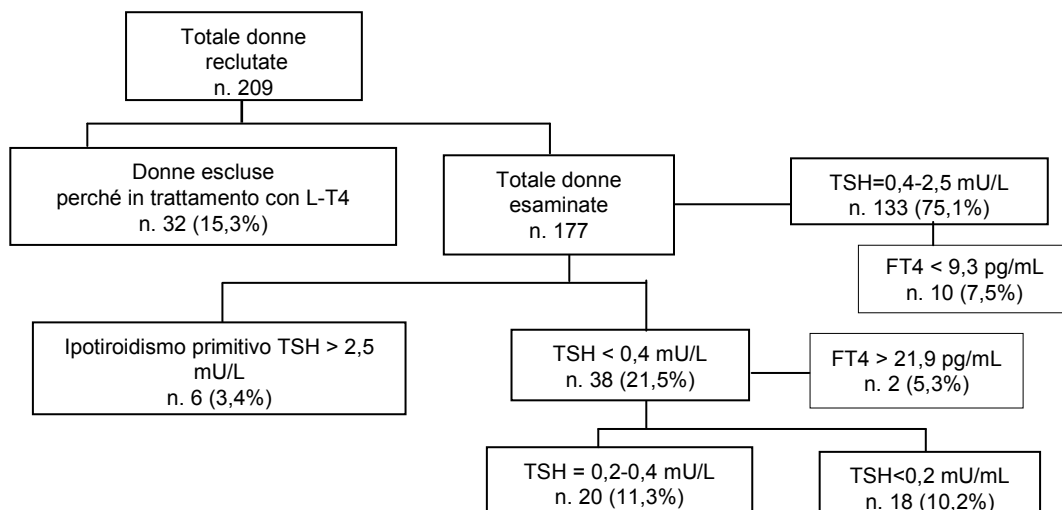 Totale donne
reclutate
n. 209
Donne escluse
perché in trattamento con L-T4
n. 32 (15,3%)
Totale donne
esaminate
n. 177
TSH=0,4-2,5 mU/L
n. 133 (75,1%)
FT4 < 9,3 pg/mL
n. 10 (7,5%)
Ipotiroidismo primitivo TSH > 2,5
mU/L
n. 6 (3,4%)
TSH < 0,4 mU/L
n. 38 (21,5%)
FT4 > 21,9 pg/mL
n. 2 (5,3%)
TSH = 0,2-0,4 mU/L
n. 20 (11,3%)
TSH<0,2 mU/mL
n. 18 (10,2%)